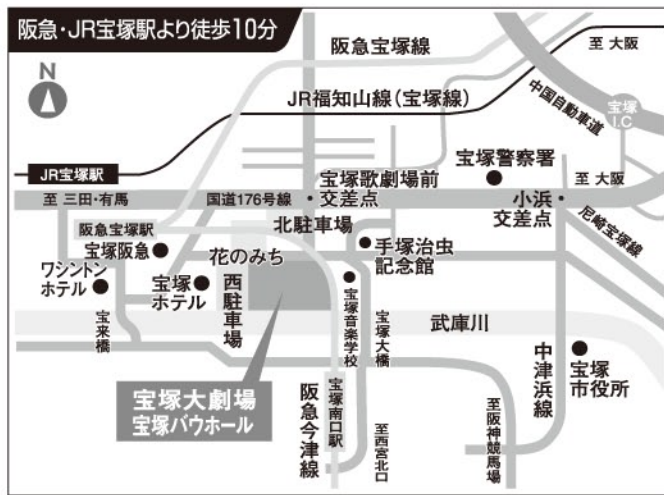 阪急・JR宝塚駅より徒歩10分
N
阪急宝塚線
至 大阪
JR福知山線(宝塚線)
中国自動車道
宝塚
I.C
JR宝塚駅
宝塚警察署
至 三田・有馬
国道176号線
宝塚歌劇場前
交差点
小浜
交差点
至 大阪
尼崎宝塚線
北駐車場
阪急宝塚駅
宝塚阪急
花のみち
手塚治虫
記念館
ワシントン
ホテル
宝塚
ホテル
西駐車場
宝塚音楽学校
宝塚大橋
武庫川
宝来橋
中津浜線
宝塚
市役所
宝塚大劇場
宝塚バウホール
阪急今津線
宝塚南口駅
至西宮北口
至阪神競馬場